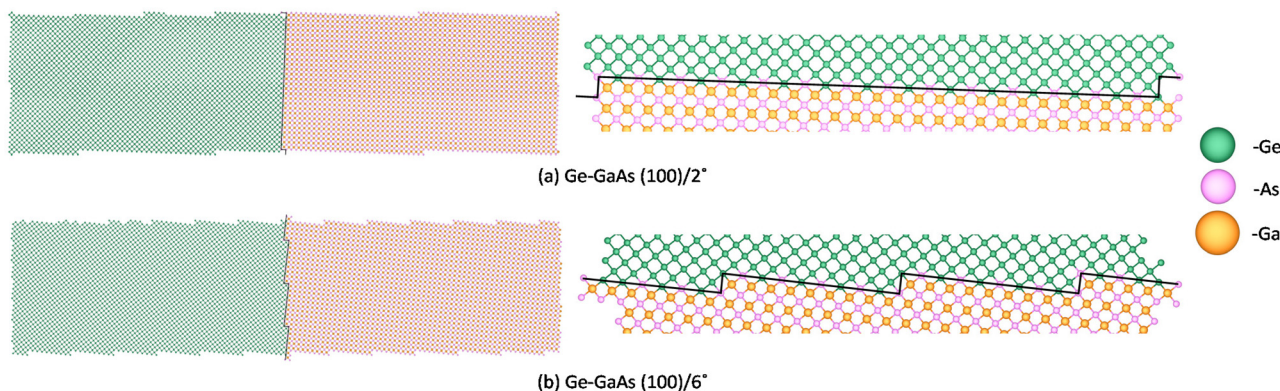 -Ge
(a) Ge-GaAs (100)/2˚
-As
-Ga
(b) Ge-GaAs (100)/6˚